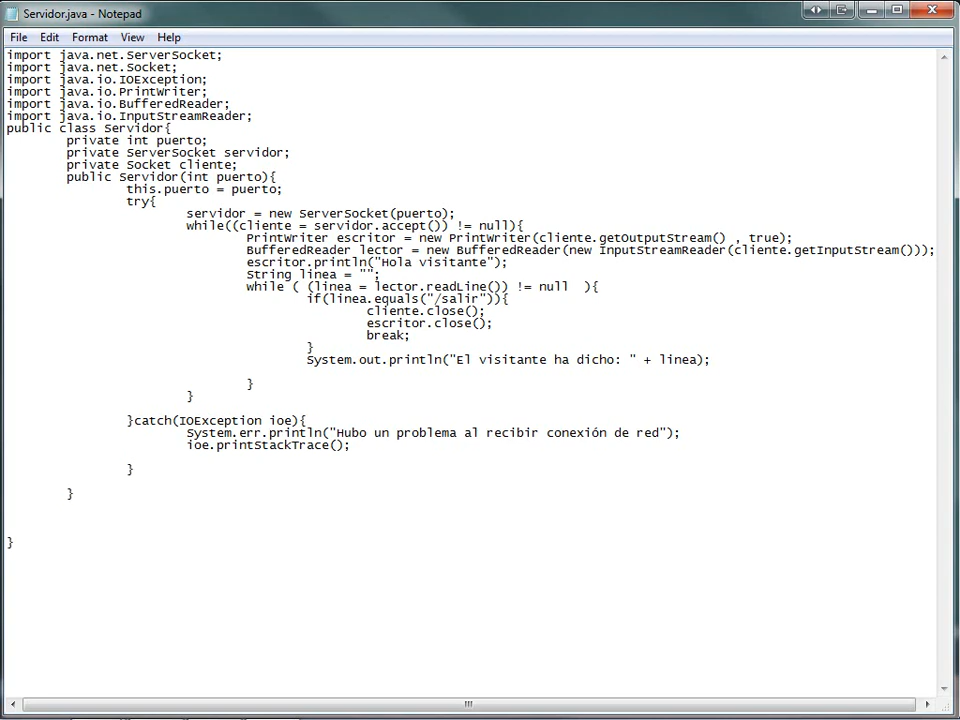 Servidor.java - Notepad
File Edit Format View Help
import java.net.ServerSocket;
import java.net.Socket;
import java.io.IOException;
import java.io.PrintWriter;
import java.io.BufferedReader;
import java.io.InputStreamReader;
public class Servidor{
private int puerto;
private ServerSocket servidor;
private Socket cliente;
public Servidor(int puerto){
this.puerto = puerto;
try{
servidor = new ServerSocket(puerto);
while((cliente = servidor.accept()) != null){
PrintWriter escritor = new PrintWriter(cliente.getOutputStream() , true);
BufferedReader lector = new BufferedReader(new InputStreamReader(cliente.getInputStream()));
escritor.println("Hola visitante");
String linea = "";
while ( (linea = lector.readLine()) != null  ){
if(linea.equals("/salir")){
cliente.close();
escritor.close();
break;
}
System.out.println("El visitante ha dicho: " + linea);
}
}
}catch(IOException ioe){
System.err.println("Hubo un problema al recibir conexión de red");
ioe.printStackTrace();
}
}
}